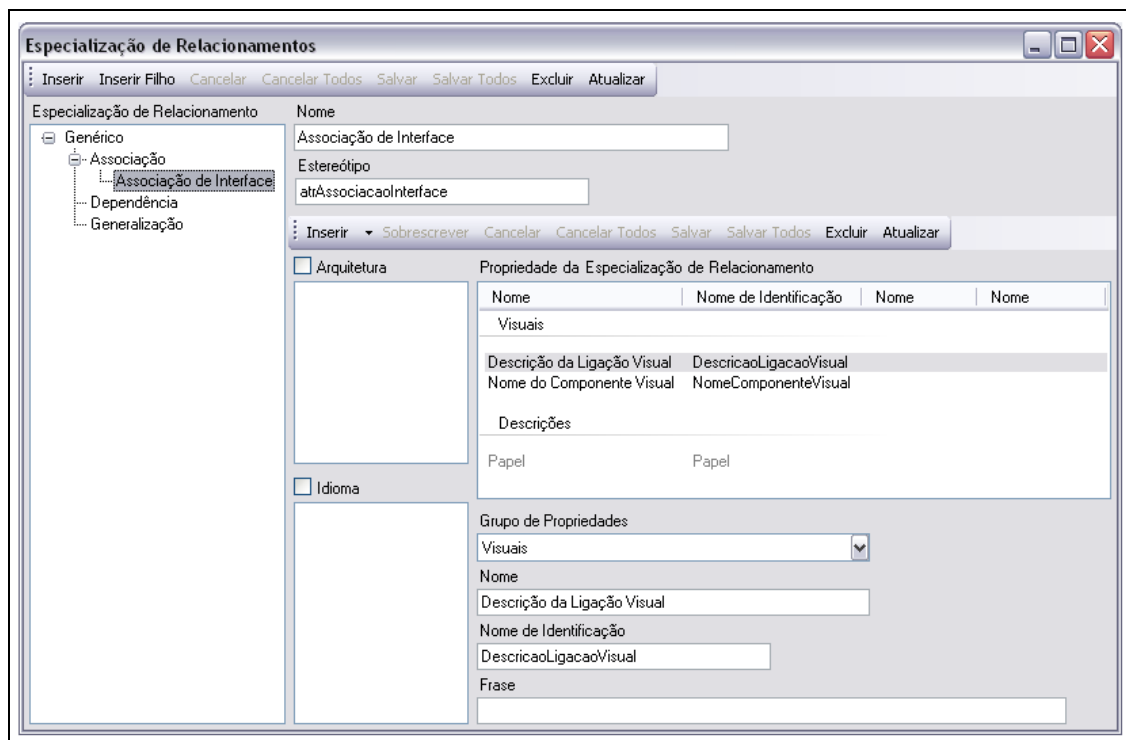 Especialização de Relacionamentos
Inserir Inserir Filho Cancelar Cancelar Todos Salvar Salvar Todos Excluir Atualizar
Especialização de Relacionamento
Genérico
Associação
Associação de Interface
Dependência
Generalização
Nome
Associação de Interface
Estereótipo
atrAssociacaoInterface
Inserir Sobrescrever Cancelar Cancelar Todos Salvar Salvar Todos Excluir Atualizar
Arquitetura
Idioma
Propriedade da Especialização de Relacionamento
Nome Nome de Identificação Nome Nome
Visuais
Descrição da Ligação Visual DescricaoLigacaoVisual
Nome do Componente Visual NomeComponenteVisual
Descrições
Papel Papel
Grupo de Propriedades
Visuais
Nome
Descrição da Ligação Visual
Nome de Identificação
DescricaoLigacaoVisual
Frase